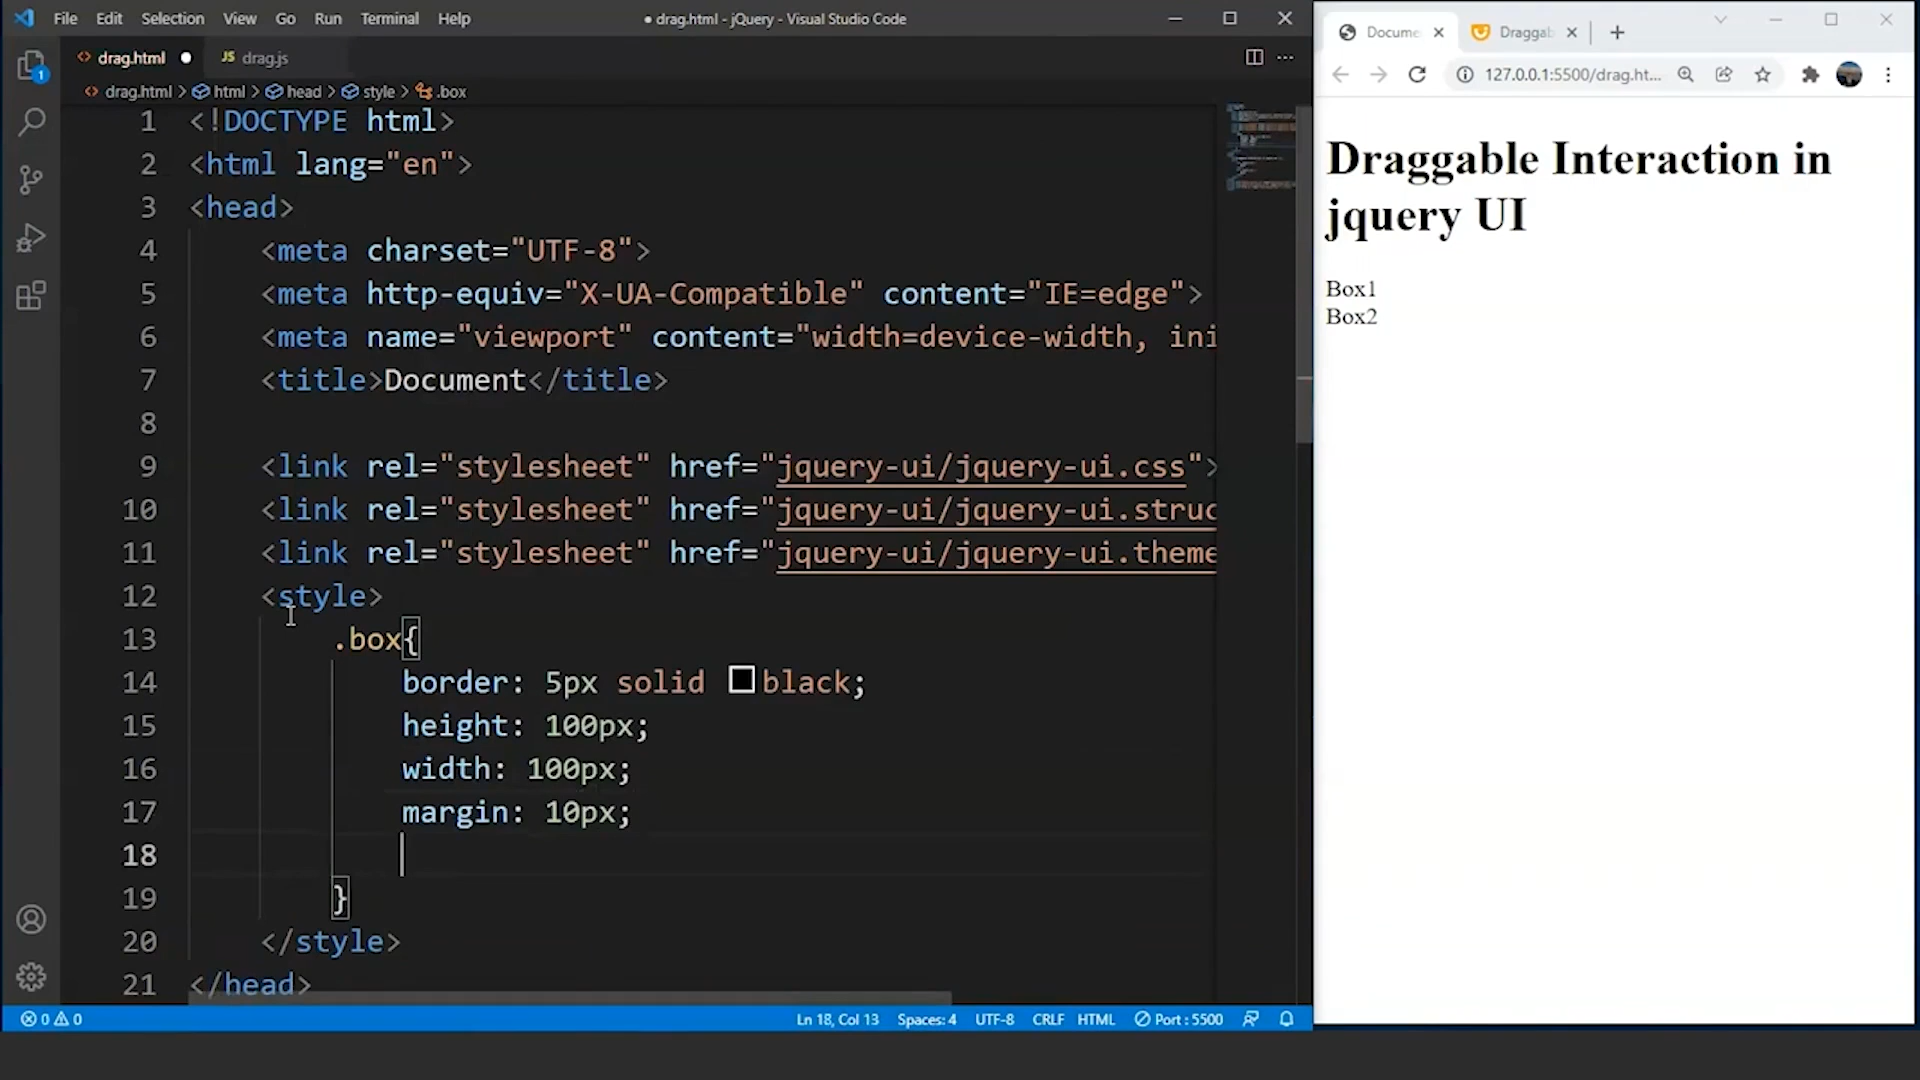 File Edit Selection View Go Run Terminal Help
● drag.html - jQuery - Visual Studio Code
drag.html ●
JS drag.js
drag.html > html > head > style > .box
1 <!DOCTYPE html>
2 <html lang="en">
3 <head>
4 <meta charset="UTF-8">
5 <meta http-equiv="X-UA-Compatible" content="IE=edge">
6 <meta name="viewport" content="width=device-width, ini
7 <title>Document</title>
8
9 <link rel="stylesheet" href="jquery-ui/jquery-ui.css">
10 <link rel="stylesheet" href="jquery-ui/jquery-ui.struc
11 <link rel="stylesheet" href="jquery-ui/jquery-ui.theme
12 <style>
13 .box{
14 border: 5px solid black;
15 height: 100px;
16 width: 100px;
17 margin: 10px;
18
19 }
20 </style>
21 </head>
1
0 0
Ln 18, Col 13 Spaces: 4 UTF-8 CRLF HTML Port : 5500
Docume
Draggab
127.0.0.1:5500/drag.ht...
Draggable Interaction in
jquery UI
Box1
Box2